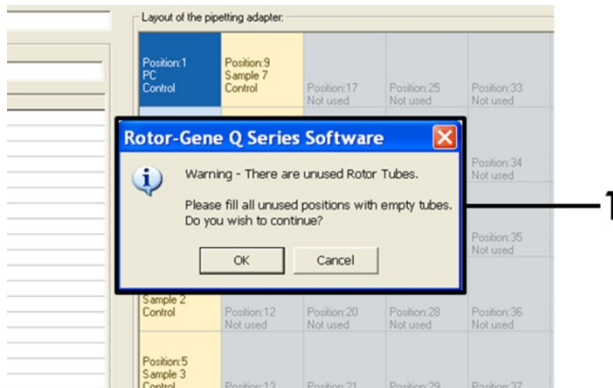 Layout of the pipetting adapter:
Position:1
PC
Control
Position:9
Sample 7
Control
Position:17
Not used
Position:25
Not used
Position:33
Not used
Rotor-Gene Q Series Software
Warning - There are unused Rotor Tubes.
Please fill all unused positions with empty tubes.
Do you wish to continue?
OK
Cancel
1
Position:34
Not used
Position:35
Not used
Sample 2
Control
Position:12
Not used
Position:20
Not used
Position:28
Not used
Position:36
Not used
Position:5
Sample 3
Control
Position:13
Position:21
Position:29
Position:37